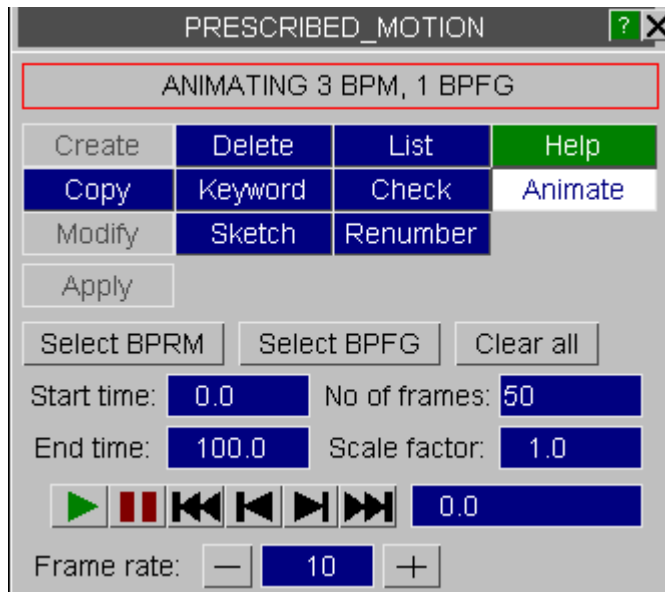 PRESCRIBED_MOTION ? X
ANIMATING 3 BPM, 1 BPFG
Create Delete List Help
Copy Keyword Check Animate
Modify Sketch Renumber
Apply
Select BPRM Select BPFG Clear all
Start time: 0.0 No of frames: 50
End time: 100.0 Scale factor: 1.0
0.0
Frame rate: — 10 +